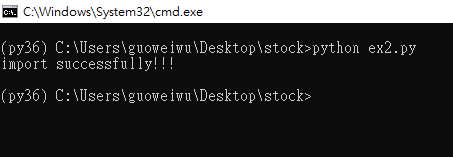 C:\Windows\System32\cmd.exe
(py36) C:\Users\guoweiwu\Desktop\stock>python ex2.py
import successfully!!!
(py36) C:\Users\guoweiwu\Desktop\stock>